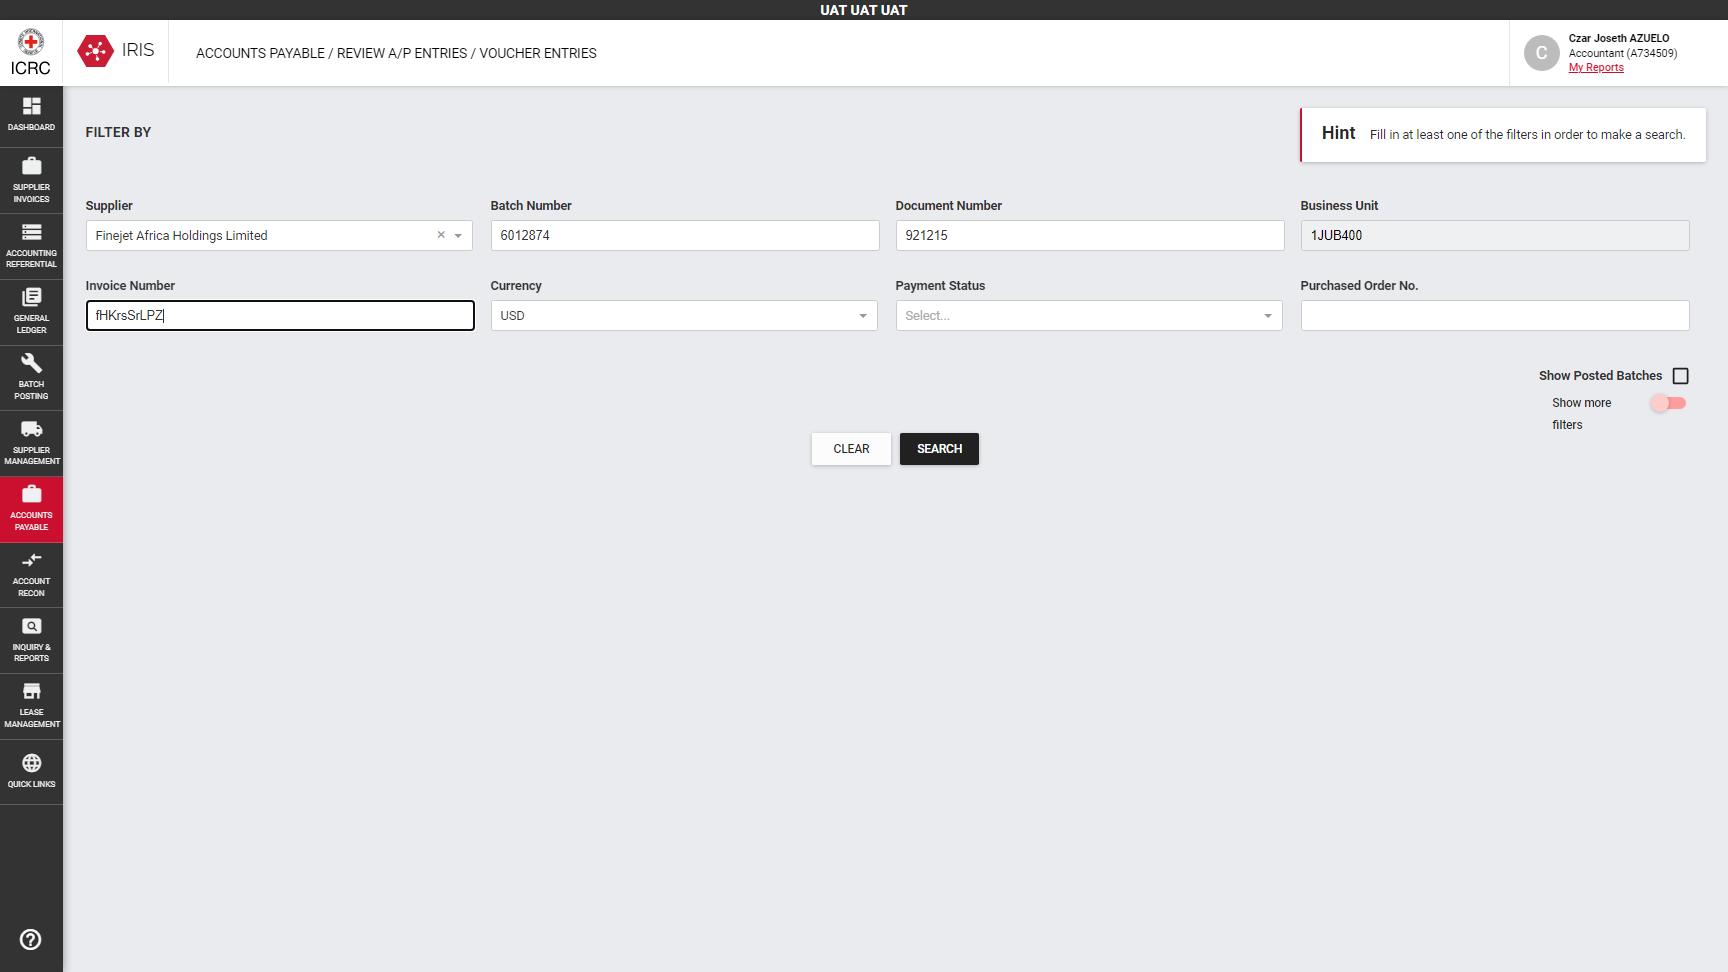 UAT UAT UAT
ICRC
IRIS
ACCOUNTS PAYABLE / REVIEW A/P ENTRIES / VOUCHER ENTRIES
C
Czar Joseth AZUELO
Accountant (A734509)
My Reports
DASHBOARD
SUPPLIER
INVOICES
ACCOUNTING
REFERENTIAL
GENERAL
LEDGER
BATCH
POSTING
SUPPLIER
MANAGEMENT
ACCOUNTS
PAYABLE
ACCOUNT
RECON
INQUIRY &
REPORTS
LEASE
MANAGEMENT
QUICK LINKS
FILTER BY
Hint Fill in at least one of the filters in order to make a search.
Supplier
Finejet Africa Holdings Limited
Batch Number
6012874
Document Number
921215
Business Unit
1JUB400
Invoice Number
fHKrsSrLPZ
Currency
USD
Payment Status
Select...
Purchased Order No.
Show Posted Batches
Show more
filters
CLEAR
SEARCH